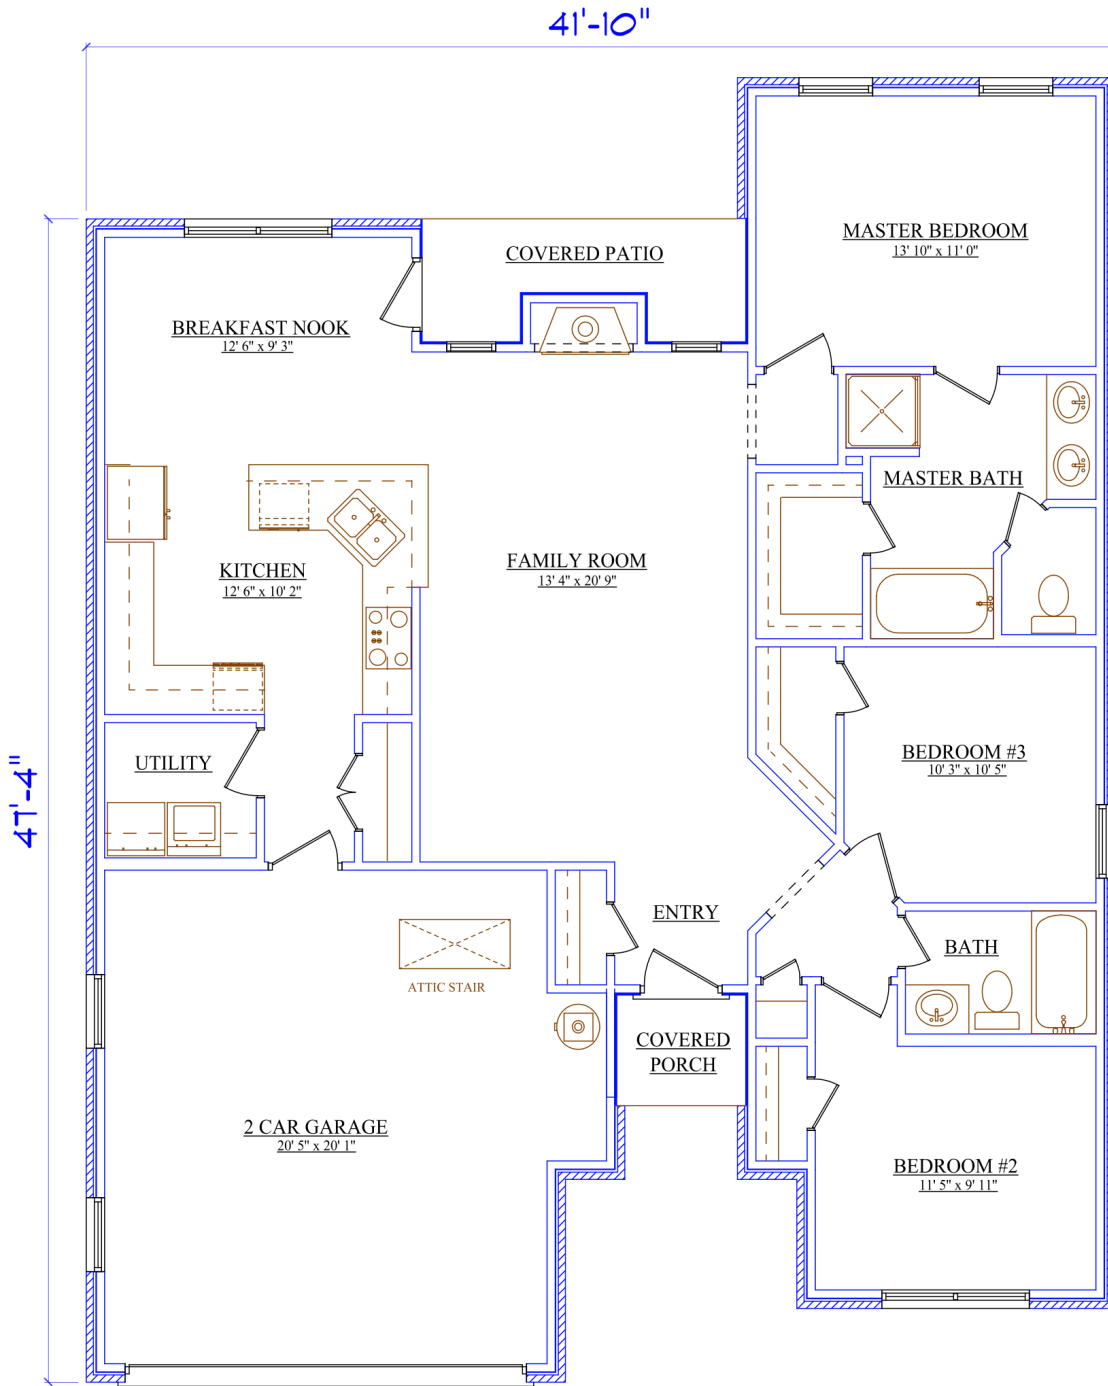 41'-10"
MASTER BEDROOM
13' 10" x 11' 0"
COVERED PATIO
BREAKFAST NOOK
12' 6" x 9' 3"
MASTER BATH
FAMILY ROOM
13' 4" x 20' 9"
KITCHEN
12' 6" x 10' 2"
BEDROOM #3
10' 3" x 10' 5"
UTILITY
47'-4"
ENTRY
BATH
ATTIC STAIR
COVERED
PORCH
2 CAR GARAGE
20' 5" x 20' 1"
BEDROOM #2
11' 5" x 9' 11"